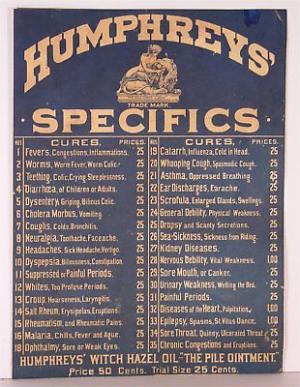 HUMPHREYS'
TRADE MARK.
SPECIFICS
NOS CURES, PRICES.
1 Fevers, Congestions, Inflammations, 25
2 Worms, Worm Fever, Worm Colic 25
3 Teething, Colic, Crying, Sleeplessness, 25
4 Diarrhœa, of Children or Adults, 25
5 Dysentery, Griping, Bilious Colic, 25
6 Cholera Morbus, Vomiting, 25
7 Coughs, Colds, Bronchitis, 25
8 Neuralgia, Toothache, Faceache, 25
9 Headaches, Sick Headache, Vertigo, 25
10 Dyspepsia, Biliousness, Constipation, 25
11 Suppressed or Painful Periods, 25
12 Whites, Too Profuse Periods, 25
13 Croup, Hoarseness, Laryngitis, 25
14 Salt Rheum, Erysipelas, Eruptions, 25
15 Rheumatism, and Rheumatic Pains, 25
16 Malaria, Chills, Fever and Ague, 25
18 Ophthalmy, Sore or Weak Eyes, 25
NOS CURES, PRICES.
19 Catarrh, Influenza, Cold in Head, 25
20 Whooping Cough, Spasmodic Cough, 25
21 Asthma, Oppressed Breathing, 25
22 Ear Discharges, Earache, 25
23 Scrofula, Enlarged Glands, Swellings, 25
24 General Debility, Physical Weakness, 25
25 Dropsy and Scanty Secretions, 25
26 Sea-Sickness, Sickness from Riding, 25
27 Kidney Diseases, 25
28 Nervous Debility, Vital Weakness, 1.00
29 Sore Mouth, or Canker, 25
30 Urinary Weakness, Wetting the Bed, 25
31 Painful Periods, 25
32 Diseases of the Heart, Palpitation, 1.00
33 Epilepsy, Spasms, St. Vitus Dance, 1.00
34 Sore Throat, Quinsy, Ulcerated Throat 25
35 Chronic Congestions and Eruptions, 25
HUMPHREYS' WITCH HAZEL OIL "THE PILE OINTMENT."
Price 50 Cents. Trial Size 25 Cents.